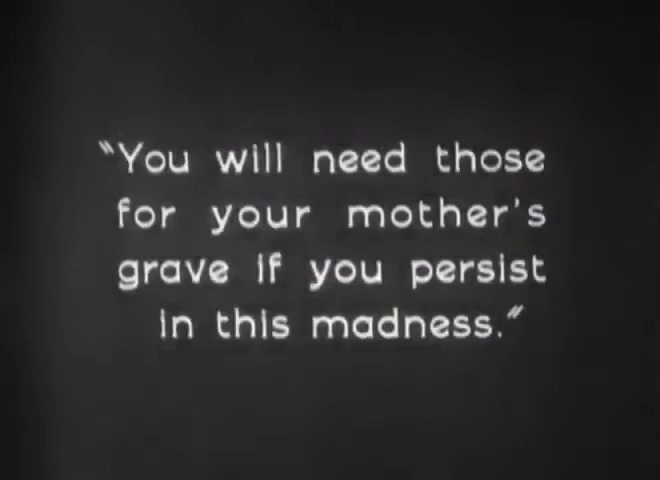 "You will need those
for your mother's
grave if you persist
in this madness."